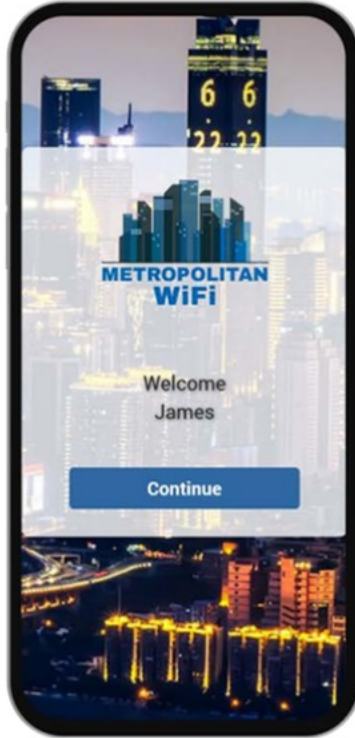 6 6
'22 22
METROPOLITAN
WiFi
Welcome
James
Continue